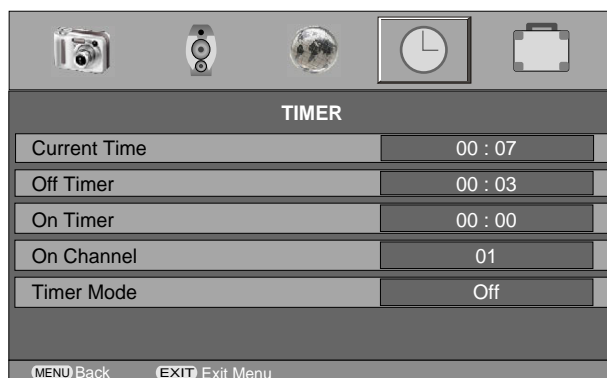 TIMER
Current Time 00 : 07
Off Timer 00 : 03
On Timer 00 : 00
On Channel 01
Timer Mode Off
MENU Back EXIT Exit Menu